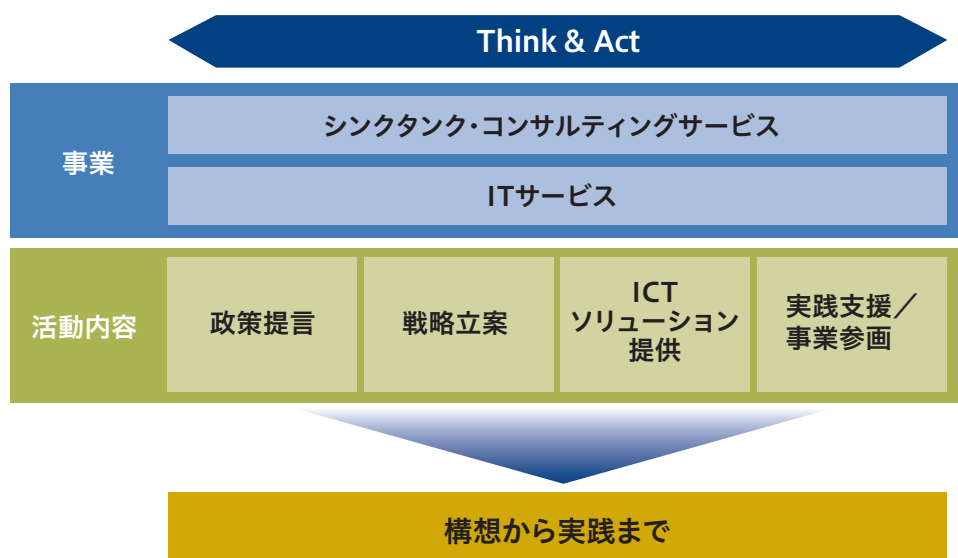 Think & Act
事業
シンクタンク・コンサルティングサービス
ITサービス
活動内容
政策提言
戦略立案
ICT
ソリューション
提供
実践支援／
事業参画
構想から実践まで